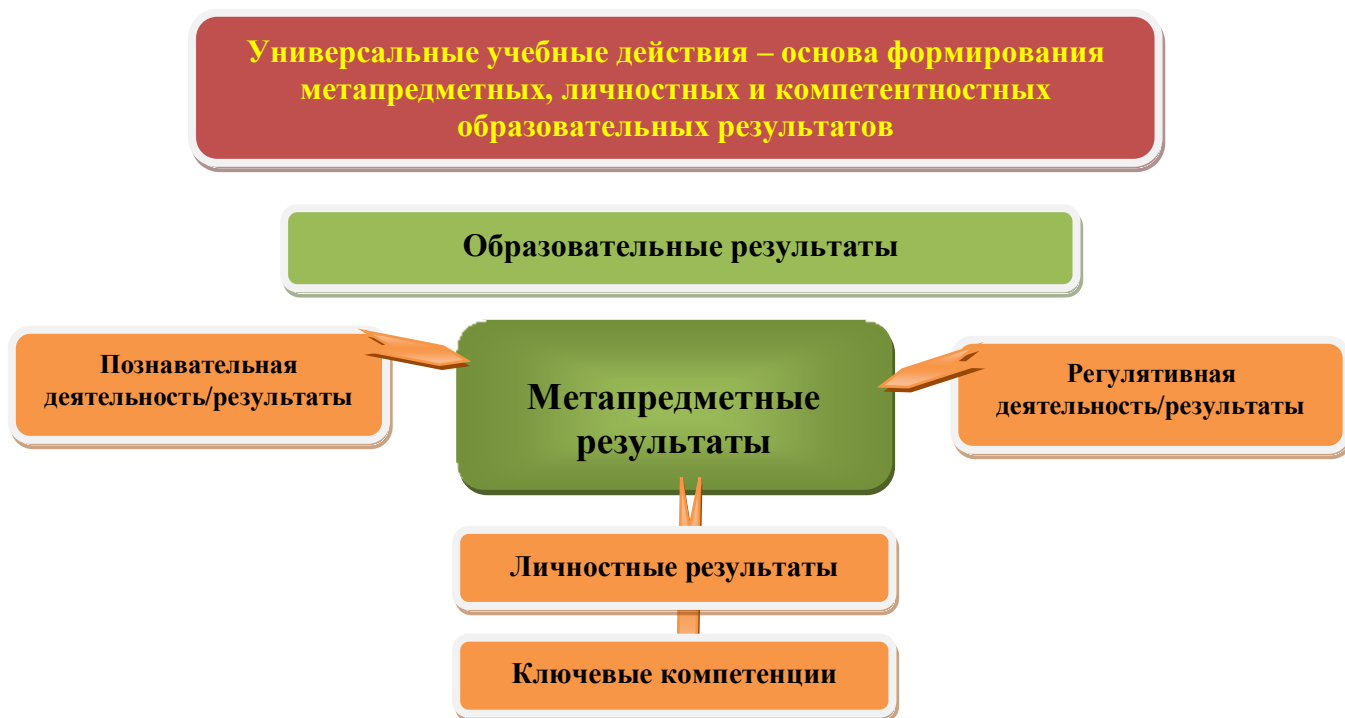 Универсальные учебные действия – основа формирования
метапредметных, личностных и компетентностных
образовательных результатов
Образовательные результаты
Познавательная
деятельность/результаты
Метапредметные
результаты
Регулятивная
деятельность/результаты
Личностные результаты
Ключевые компетенции